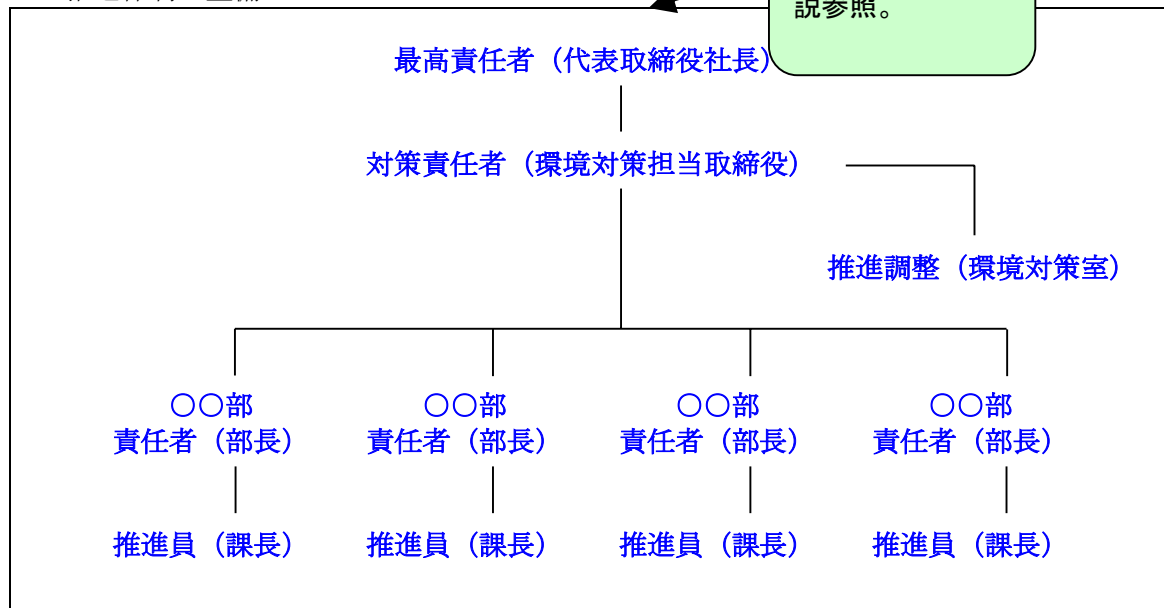 説参照。
最高責任者（代表取締役社長）
対策責任者（環境対策担当取締役）
推進調整（環境対策室）
○○部 ○○部 ○○部 ○○部
責任者（部長） 責任者（部長） 責任者（部長） 責任者（部長）
推進員（課長） 推進員（課長） 推進員（課長） 推進員（課長）